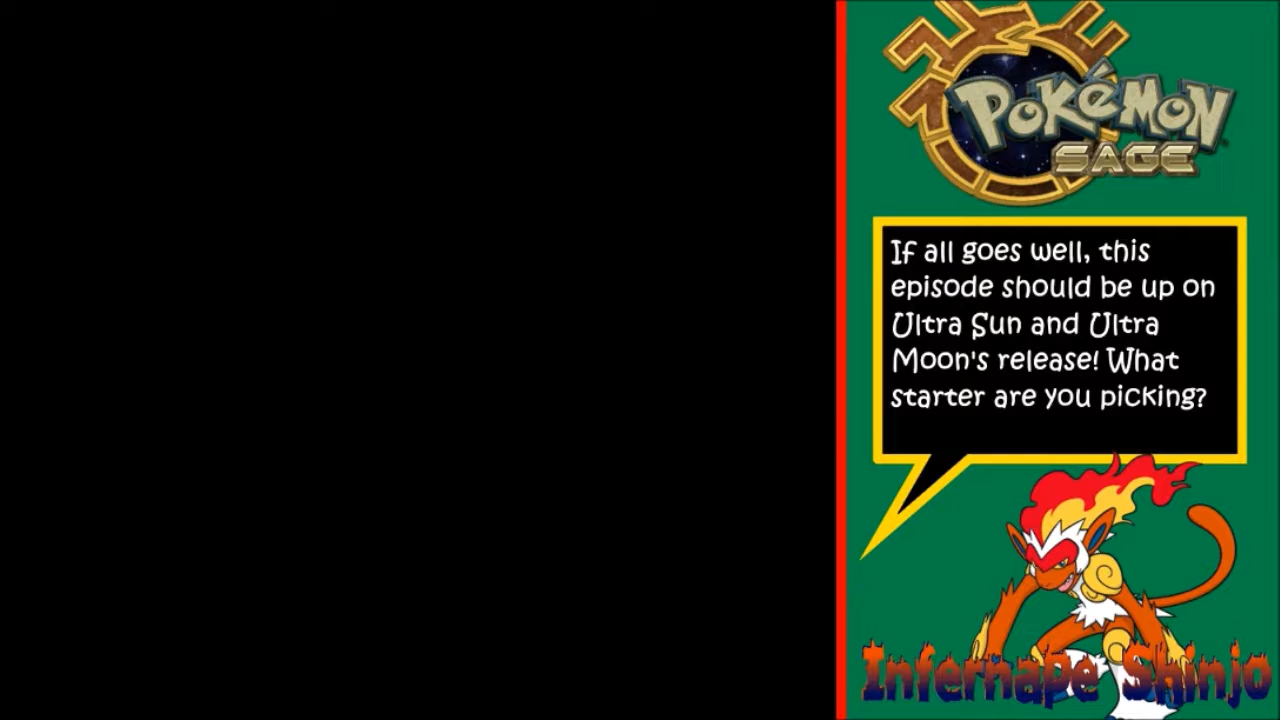 POKéMON
SAGE
If all goes well, this
episode should be up on
Ultra Sun and Ultra
Moon's release! What
starter are you picking?
Infernape Shinjo